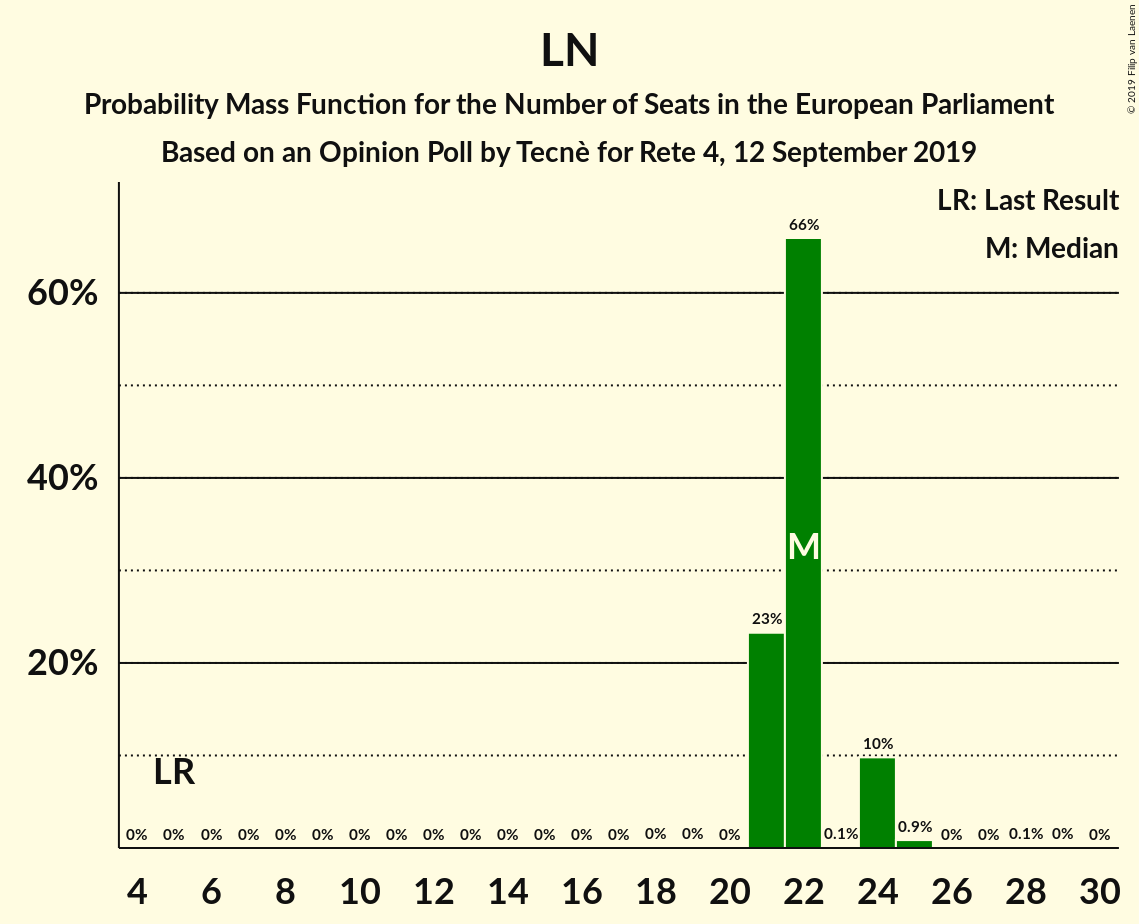 LN
Probability Mass Function for the Number of Seats in the European Parliament
Based on an Opinion Poll by Tecnè for Rete 4, 12 September 2019
© 2019 Filip van Laenen
LR: Last Result
M: Median
66%
60%
40%
M
23%
20%
10%
LR
0% 0% 0% 0% 0% 0% 0% 0% 0% 0% 0% 0% 0% 0% 0% 0% 0% 0.1% 0.9% 0% 0% 0.1% 0% 0%
4 6 8 10 12 14 16 18 20 22 24 26 28 30